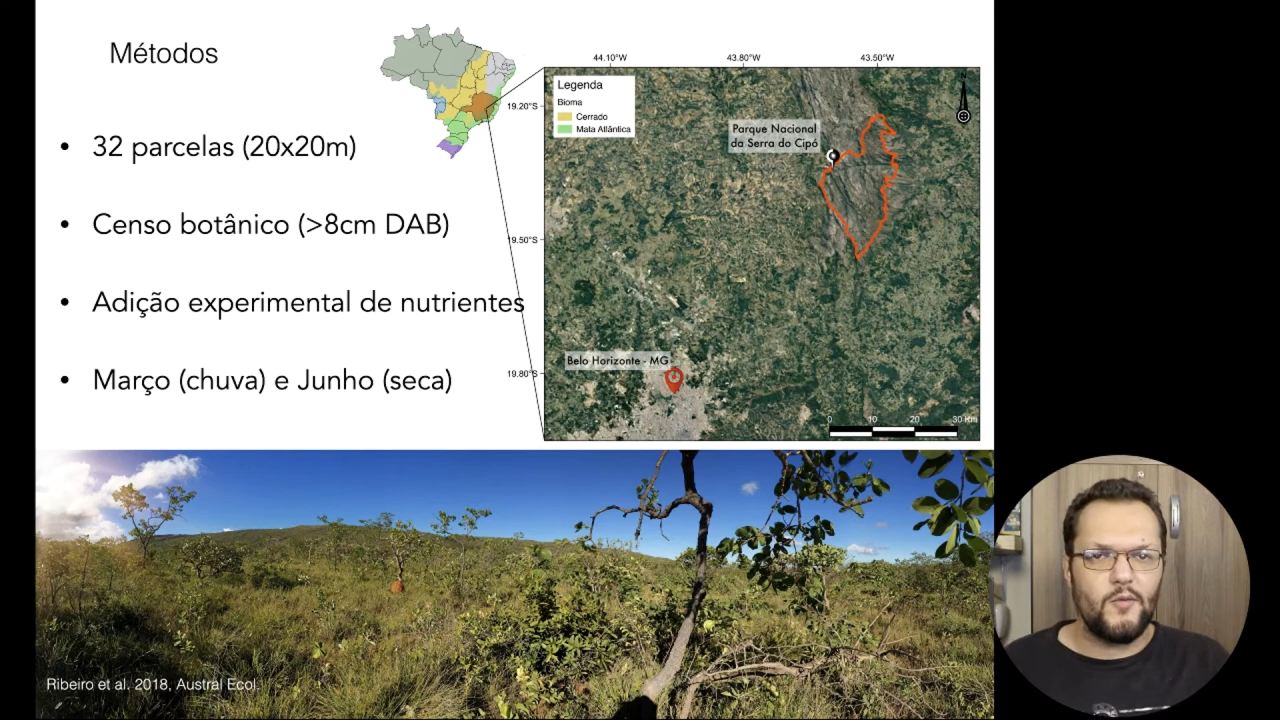 Métodos
• 32 parcelas (20x20m)
• Censo botânico (>8cm DAB)
• Adição experimental de nutrientes
• Março (chuva) e Junho (seca)
44.10°W 43.80°W 43.50°W
19.20°S
19.50°S
19.80°S
Legenda
Bioma
Cerrado
Mata Atlântica
N
Parque Nacional
da Serra do Cipó
Belo Horizonte - MG
0 10 20 30 Km
Ribeiro et al. 2018, Austral Ecol.